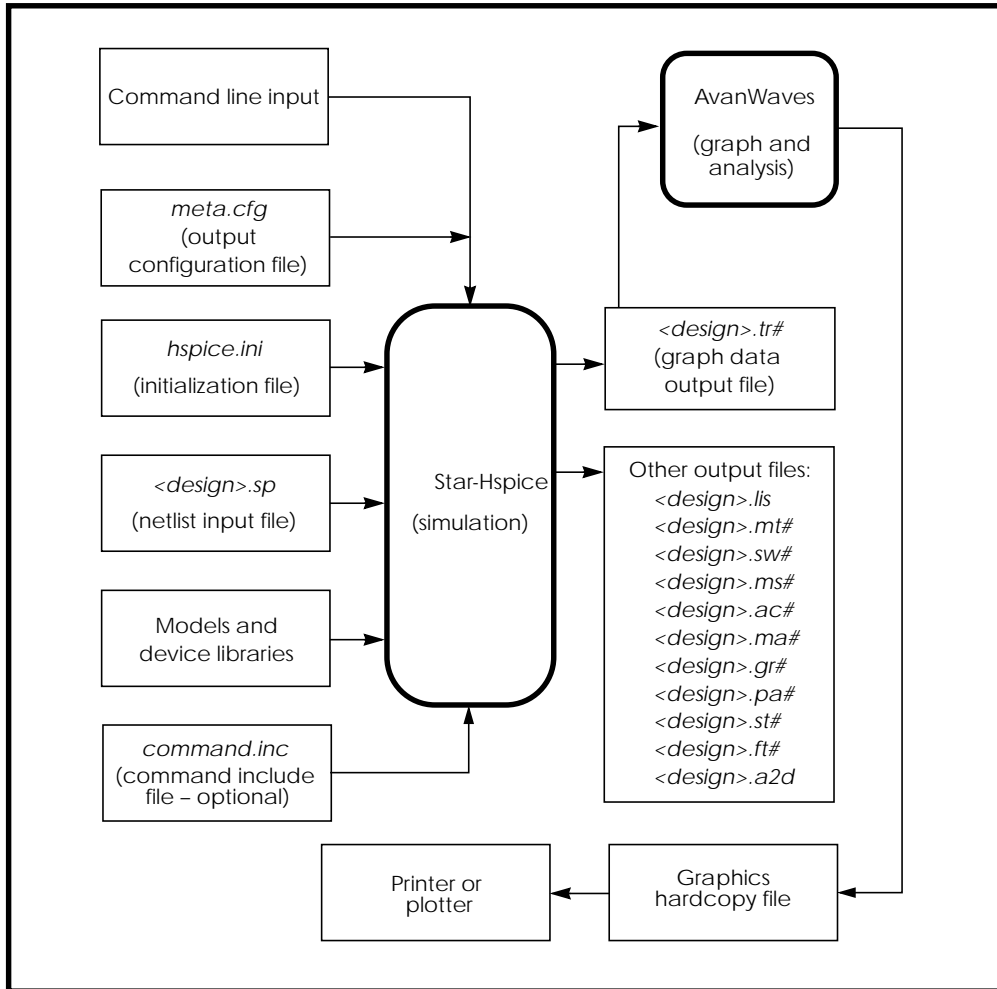 Command line input
meta.cfg
(output
configuration file)
hspice.ini
(initialization file)
<design>.sp
(netlist input file)
Models and
device libraries
command.inc
(command include
file – optional)
Star-Hspice
(simulation)
AvanWaves
(graph and
analysis)
<design>.tr#
(graph data
output file)
Other output files:
<design>.lis
<design>.mt#
<design>.sw#
<design>.ms#
<design>.ac#
<design>.ma#
<design>.gr#
<design>.pa#
<design>.st#
<design>.ft#
<design>.a2d
Printer or
plotter
Graphics
hardcopy file